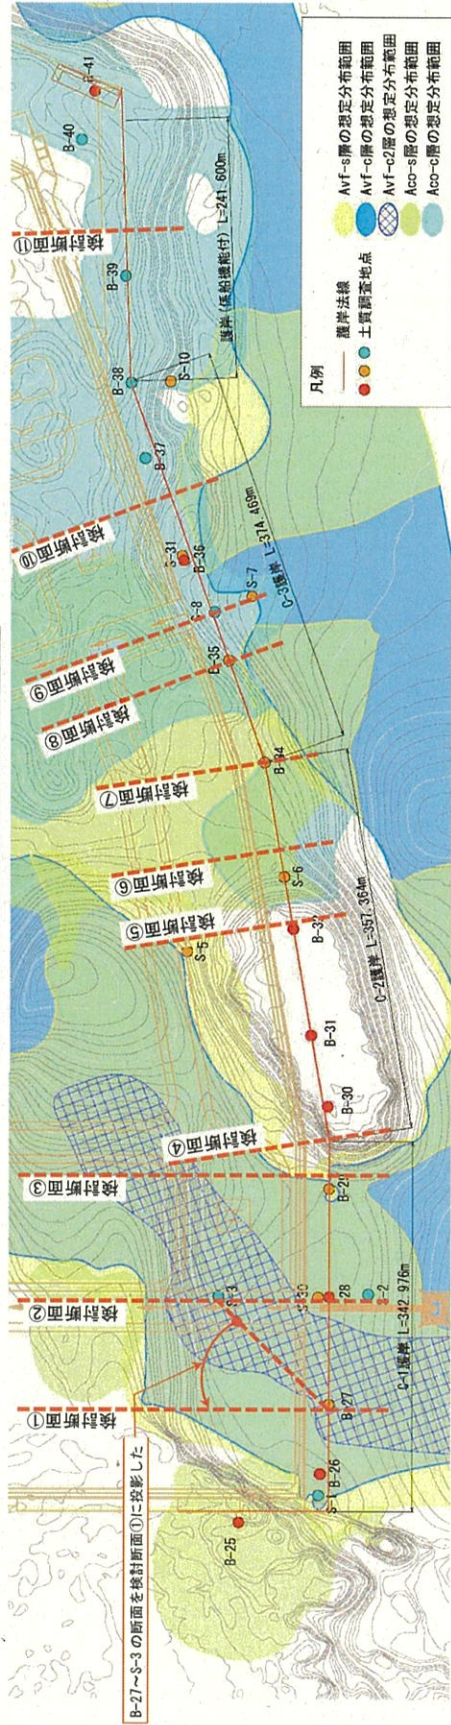 B-27~S-3の断面を検討断面①に投影した
検討断面①
検討断面②
検討断面③
検討断面④
検討断面⑤
検討断面⑥
検討断面⑦
検討断面⑧
検討断面⑨
検討断面⑩
検討断面⑪
B-25
S-1
B-26
B-27
S-3
S-30
B-28
S-2
B-29
B-30
B-31
B-32
S-5
S-6
B-34
B-35
S-8
S-7
B-36
S-31
B-37
B-38
S-10
B-39
B-40
B-41
C-1護岸 L=342.976m
C-2護岸 L=357.364m
C-3護岸 L=374.469m
護岸(係船機能付) L=241.600m
凡例
護岸法線
土質調査地点
Avf-s層の想定分布範囲
Avf-c層の想定分布範囲
Avf-c2層の想定分布範囲
Aco-s層の想定分布範囲
Aco-c層の想定分布範囲